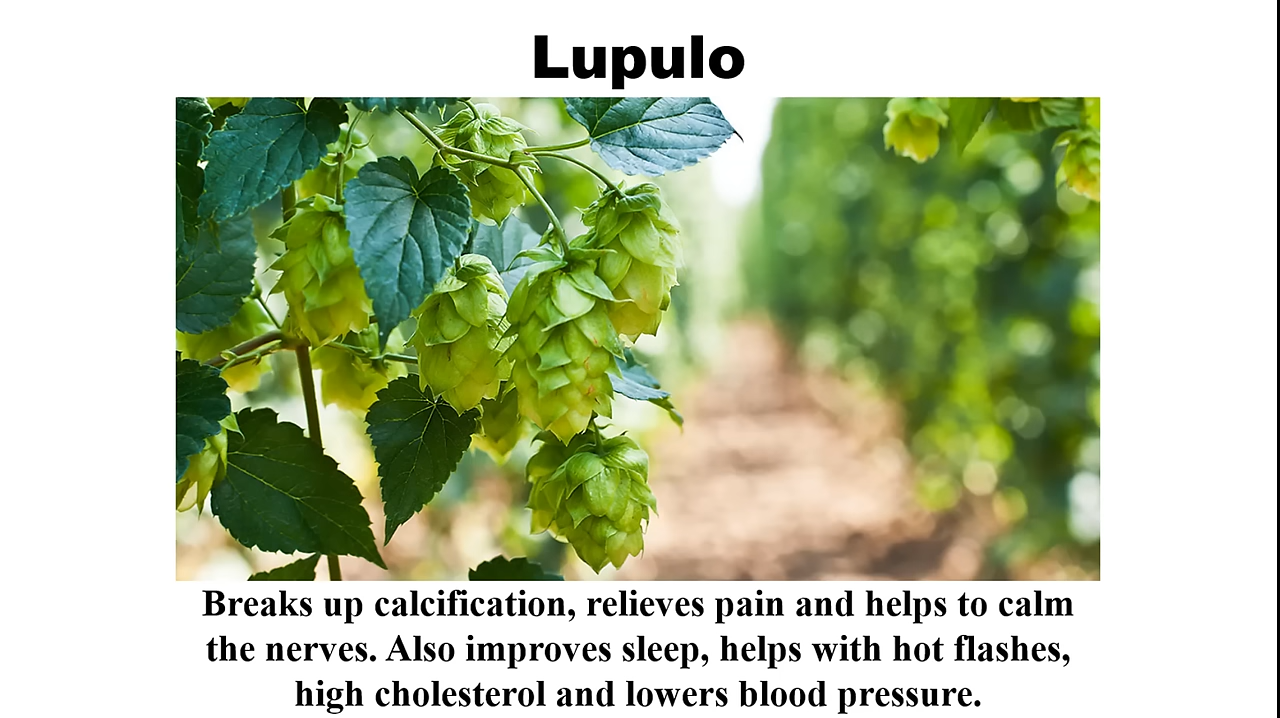 Lupulo
Breaks up calcification, relieves pain and helps to calm
the nerves. Also improves sleep, helps with hot flashes,
high cholesterol and lowers blood pressure.